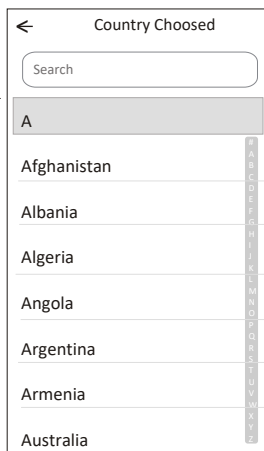 Country Choosed
Search
A
Afghanistan
Albania
Algeria
Angola
Argentina
Armenia
Australia
#
A
B
C
D
E
F
G
H
I
J
K
L
M
N
O
P
Q
R
S
T
U
V
W
X
Y
Z